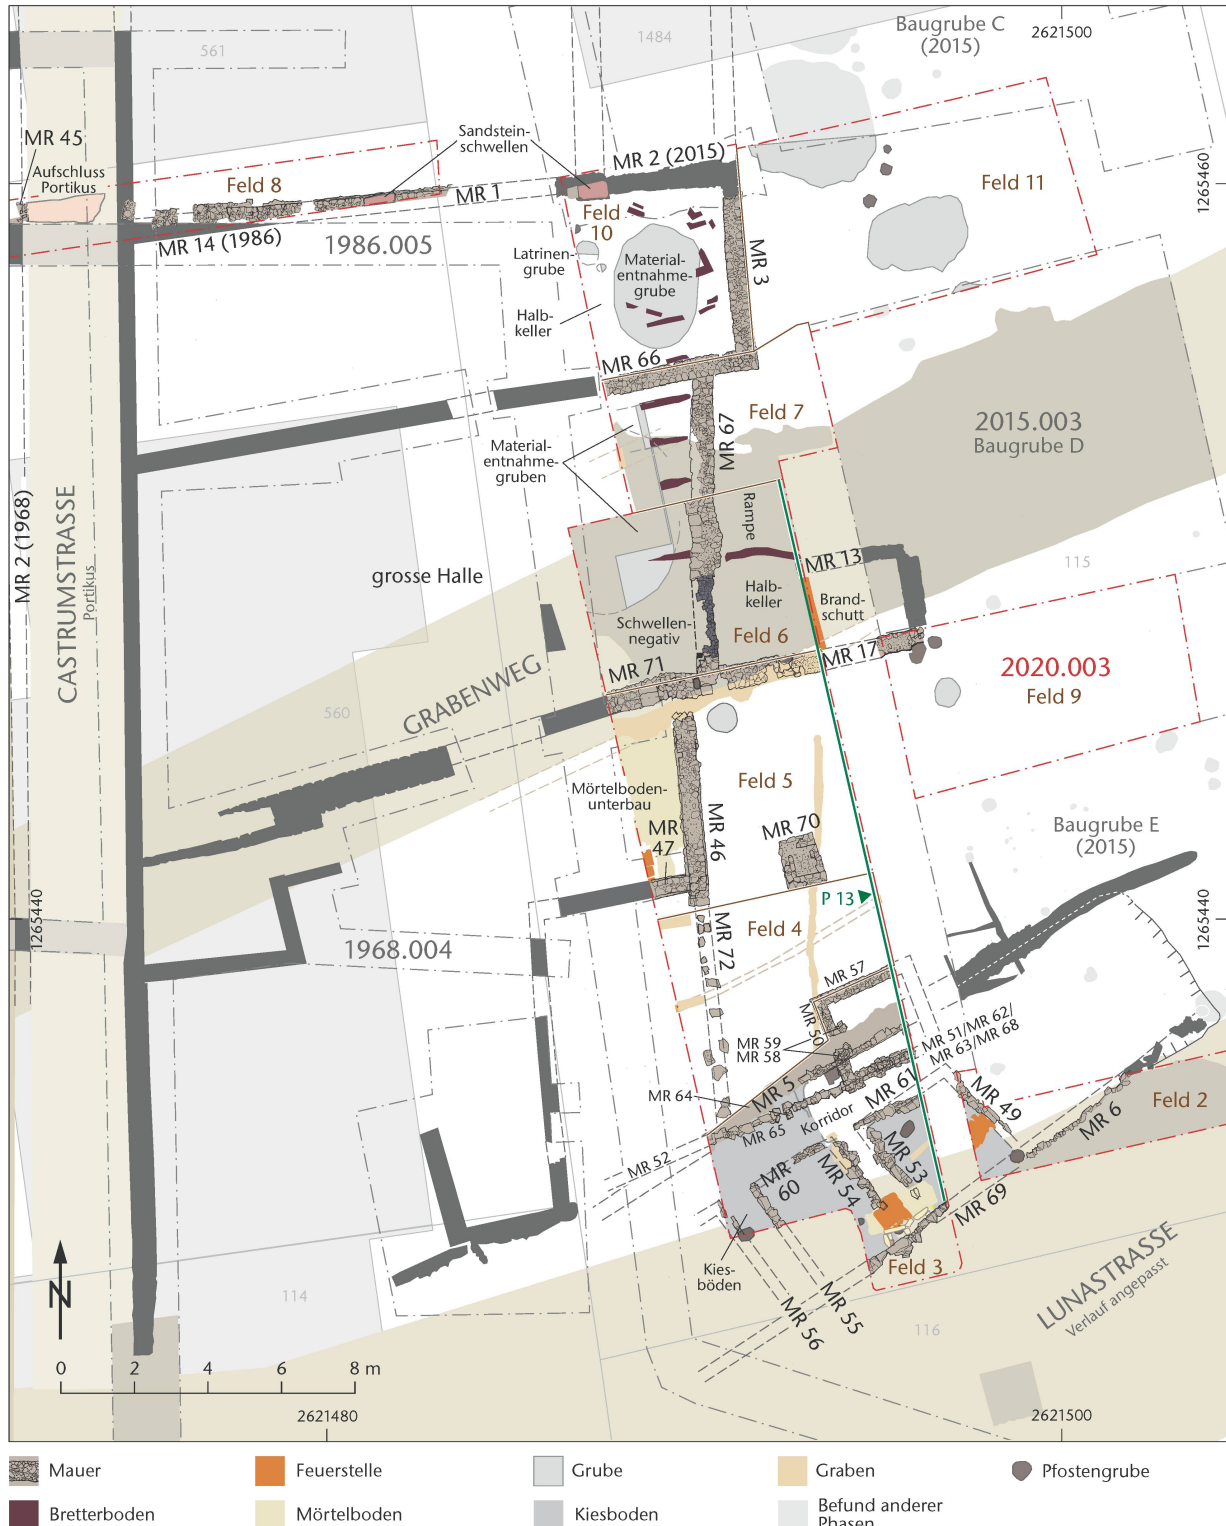 561
1484
Baugrube C
(2015)
2621500
MR 45
Aufschluss
Portikus
Feld 8
Sandstein-
schwellen
MR 2 (2015)
MR 1
Feld
10
Feld 11
1265460
MR 14 (1986)
1986.005
Latrinen-
grube
Material-
entnahme-
grube
MR 3
Halb-
keller
MR 66
Feld 7
2015.003
Baugrube D
Material-
entnahme-
gruben
MR 67
MR 2 (1968)
CASTRUMSTRASSE
Portikus
Rampe
grosse Halle
MR 13
115
Halb-
keller
Brand-
schutt
Schwellen-
negativ
Feld 6
MR 17
MR 71
2020.003
Feld 9
GRABENWEG
560
Feld 5
Mörtelboden-
unterbau
MR
47
MR 46
MR 70
Baugrube E
(2015)
P 13
1265440
1265440
1968.004
Feld 4
MR 72
MR 57
MR 50
MR 59
MR 58
MR 51/MR 62/
MR 63/MR 68
MR 64
MR 5
MR 61
MR 49
MR 6
Feld 2
MR 65
Korridor
MR 52
MR
60
MR 54
MR 53
MR 69
Kies-
böden
Feld 3
LUNASTRASSE
Verlauf angepasst
MR 55
MR 56
114
116
N
0 2 4 6 8 m
2621480
2621500
Mauer
Feuerstelle
Grube
Graben
Pfostengrube
Bretterboden
Mörtelboden
Kiesboden
Befund anderer
Phasen